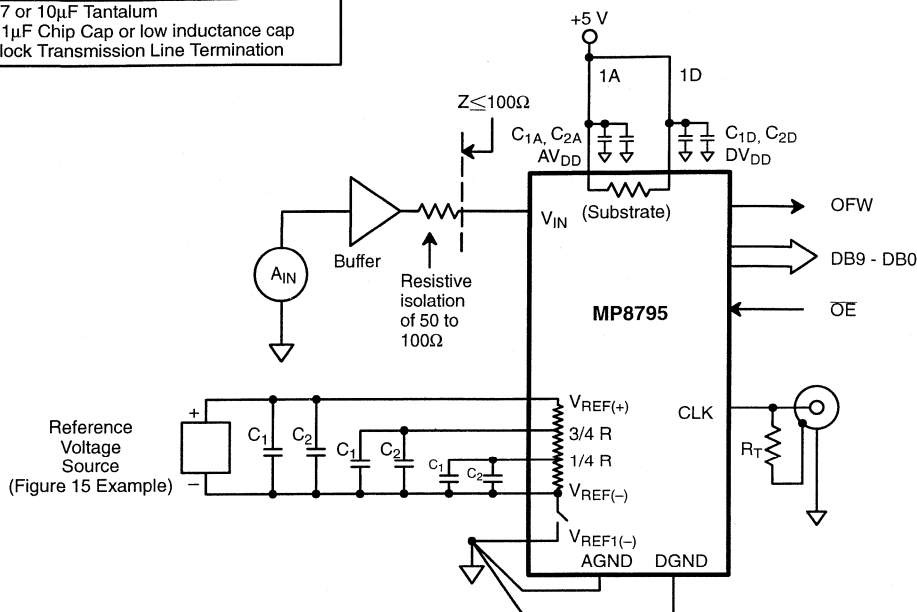 7 or 10µF Tantalum
1µF Chip Cap or low inductance cap
lock Transmission Line Termination
+5 V
1A
1D
Z≤100Ω
C1A, C2A
AVDD
C1D, C2D
DVDD
(Substrate)
VIN
Buffer
AIN
Resistive
isolation
of 50 to
100Ω
MP8795
OFW
DB9 - DB0
OE
CLK
RT
Reference
Voltage
Source
(Figure 15 Example)
+
–
C1
C2
C1
C2
C1
C2
VREF(+)
3/4 R
1/4 R
VREF(–)
VREF1(–)
AGND
DGND